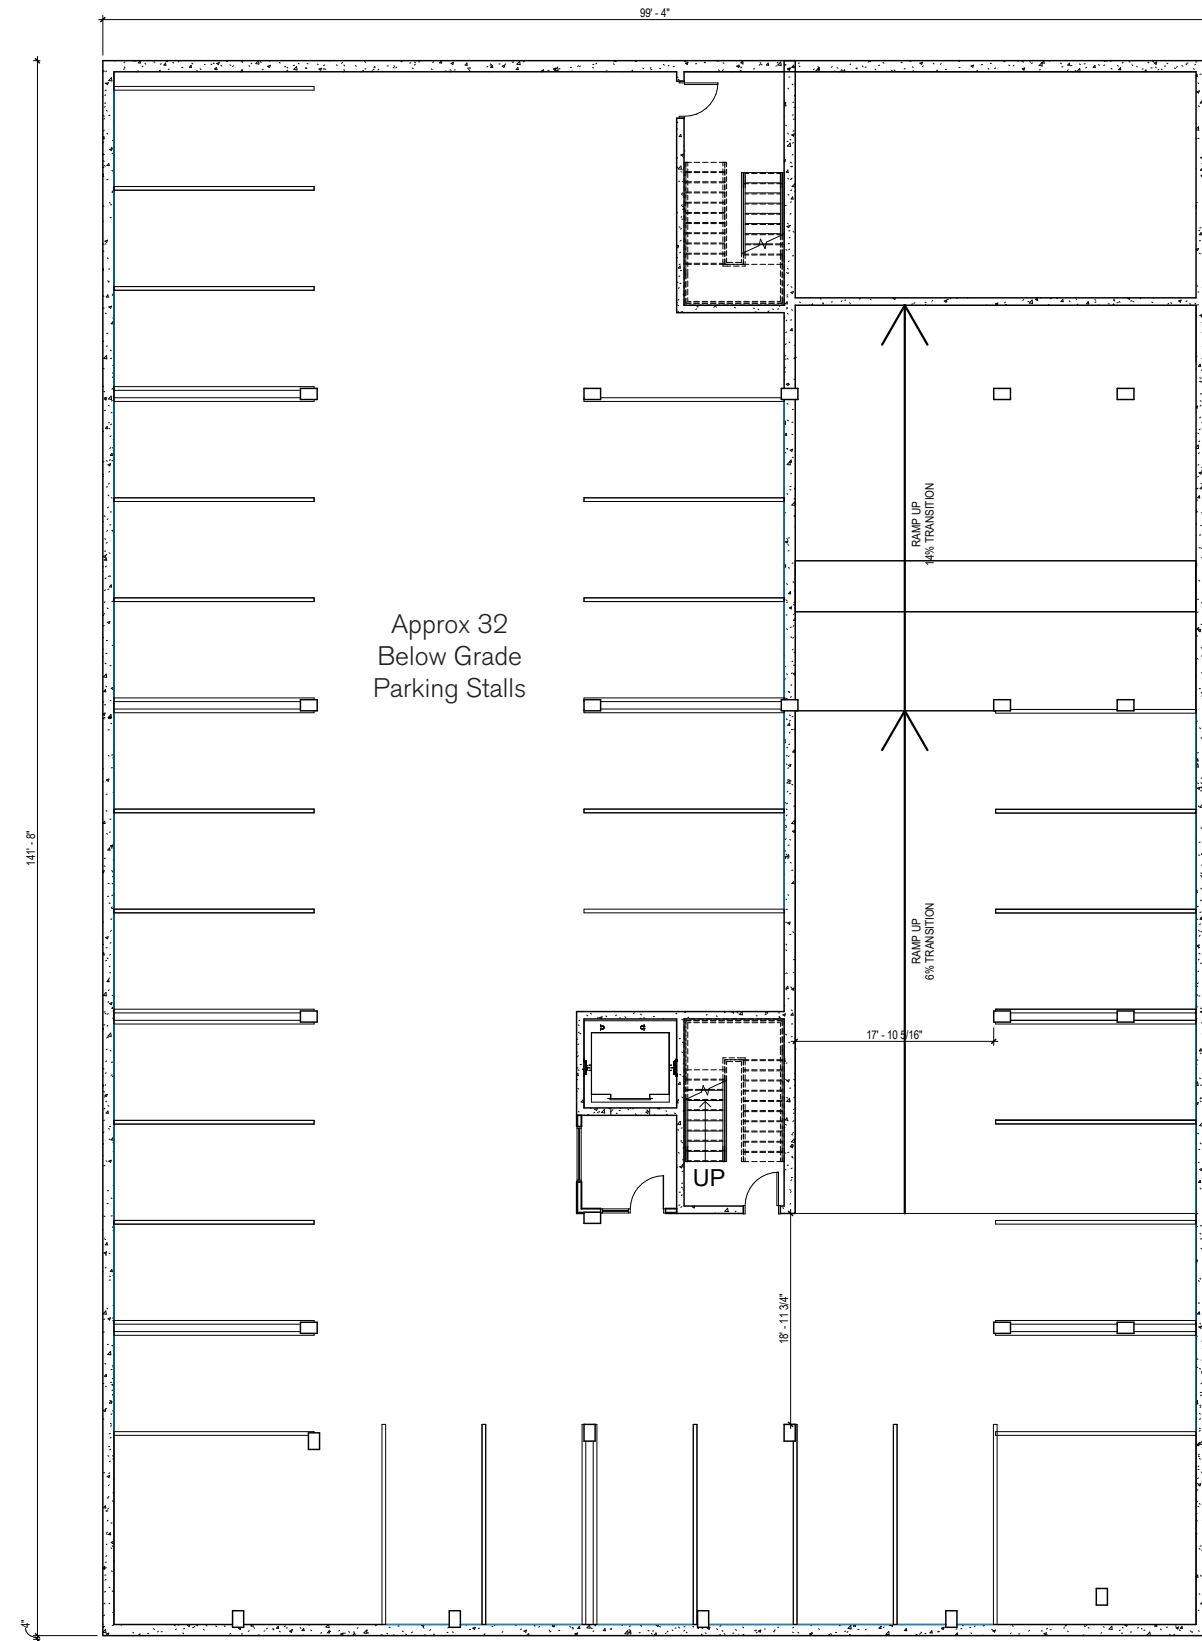 99' - 4"
RAMP UP
14% TRANSITION
Approx 32
Below Grade
Parking Stalls
141' - 8"
RAMP UP
6% TRANSITION
17' - 10 5/16"
UP
18' - 11 3/4"
4"